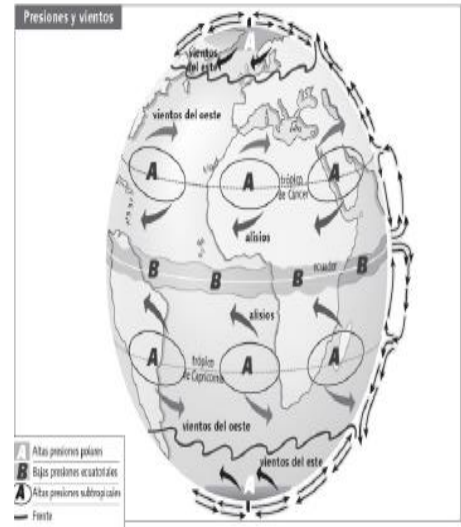 Presiones y vientos
A
vientos
del este
vientos del oeste
A
A
A
trópico
de Cáncer
alisios
B
B
B
B
ecuador
alisios
A
A
A
trópico
de Capricornio
vientos del oeste
vientos del este
A
A Altas presiones polares
B Bajas presiones ecuatoriales
A Altas presiones subtropicales
Frente